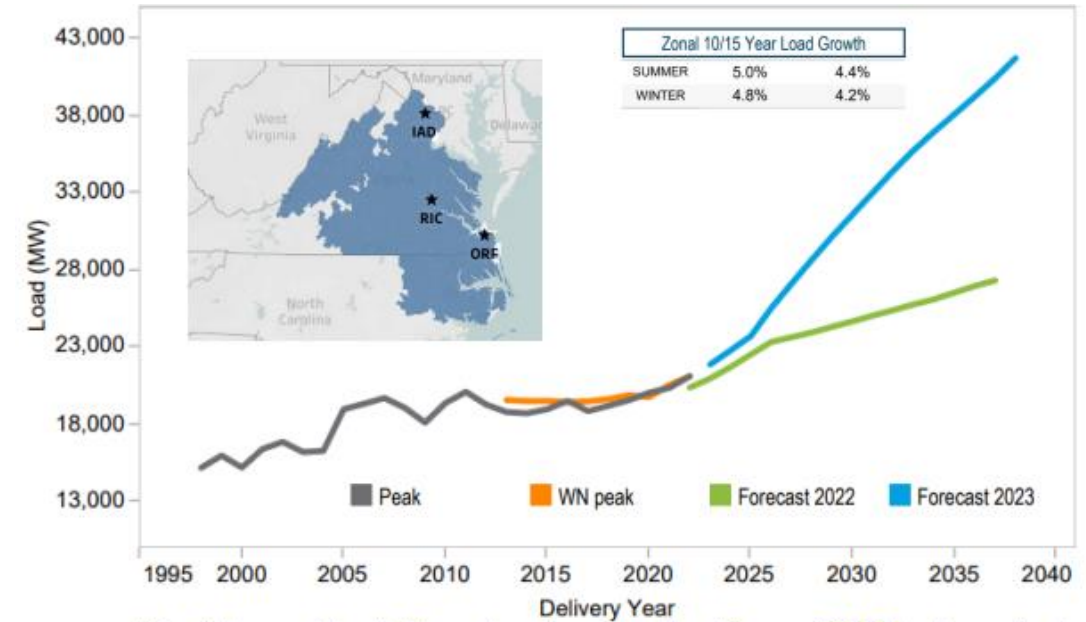 43,000
38,000
33,000
28,000
23,000
18,000
13,000
Load (MW)
Zonal 10/15 Year Load Growth
SUMMER 5.0% 4.4%
WINTER 4.8% 4.2%
Maryland
West
Virginia
IAD
RIC
ORF
North
Carolina
Peak
WN peak
Forecast 2022
Forecast 2023
1995 2000 2005 2010 2015 2020 2025 2030 2035 2040
Delivery Year